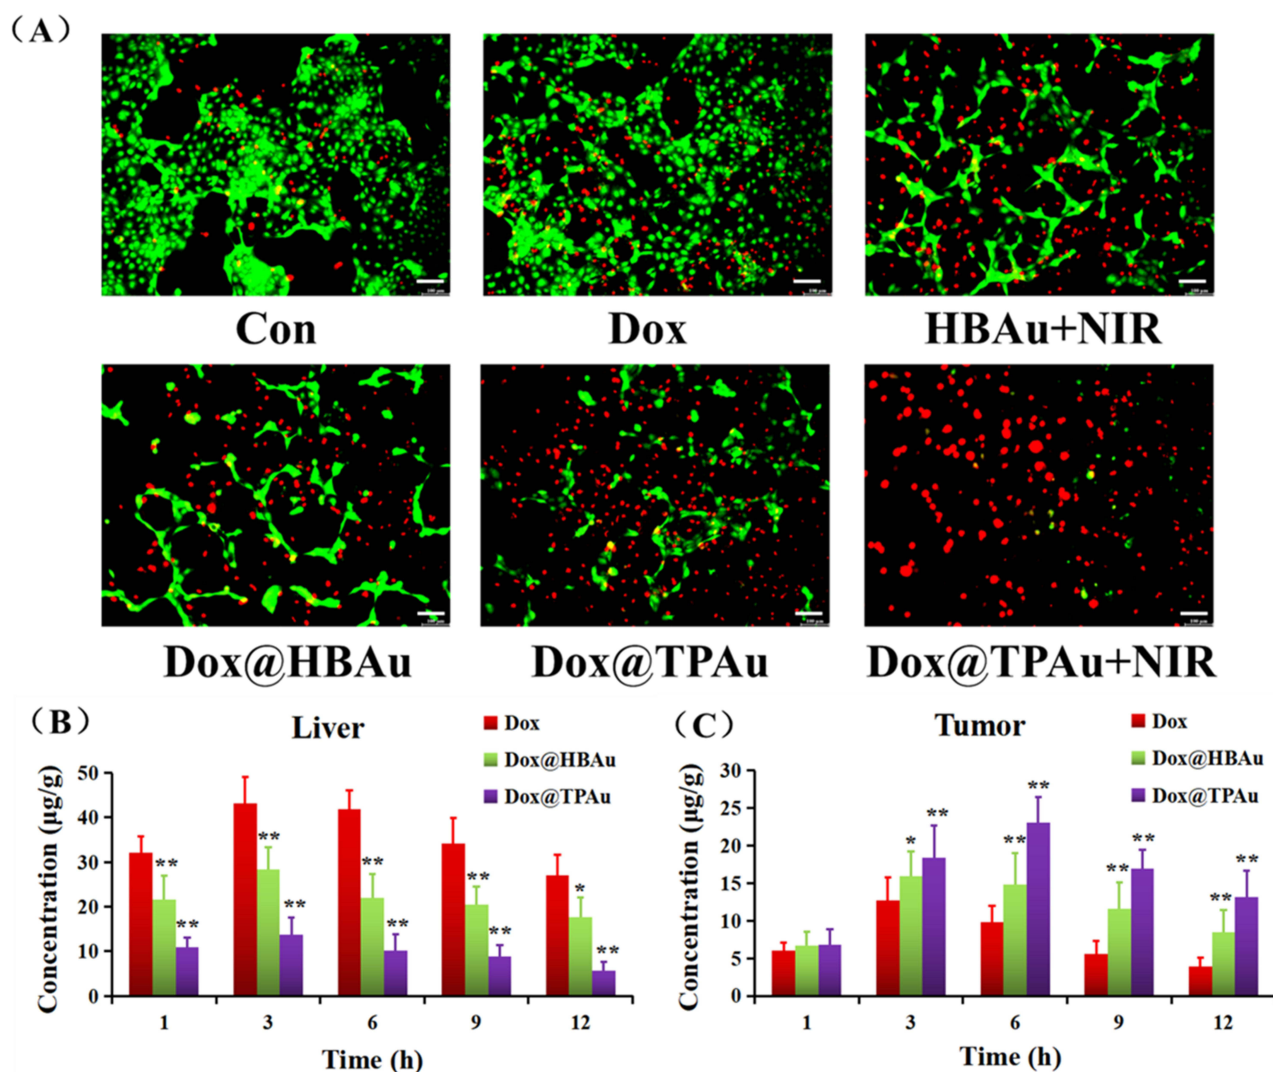 （A）
Con
Dox
HBAu+NIR
Dox@HBAu
Dox@TPAu
Dox@TPAu+NIR
（B）
Liver
Dox
Dox@HBAu
Dox@TPAu
Concentration (µg/g)
50
40
30
20
10
0
**
**
**
**
**
**
**
**
*
**
1
3
6
9
12
Time (h)
（C）
Tumor
Dox
Dox@HBAu
Dox@TPAu
Concentration (µg/g)
30
25
20
15
10
5
0
*
**
**
**
**
**
**
**
1
3
6
9
12
Time (h)